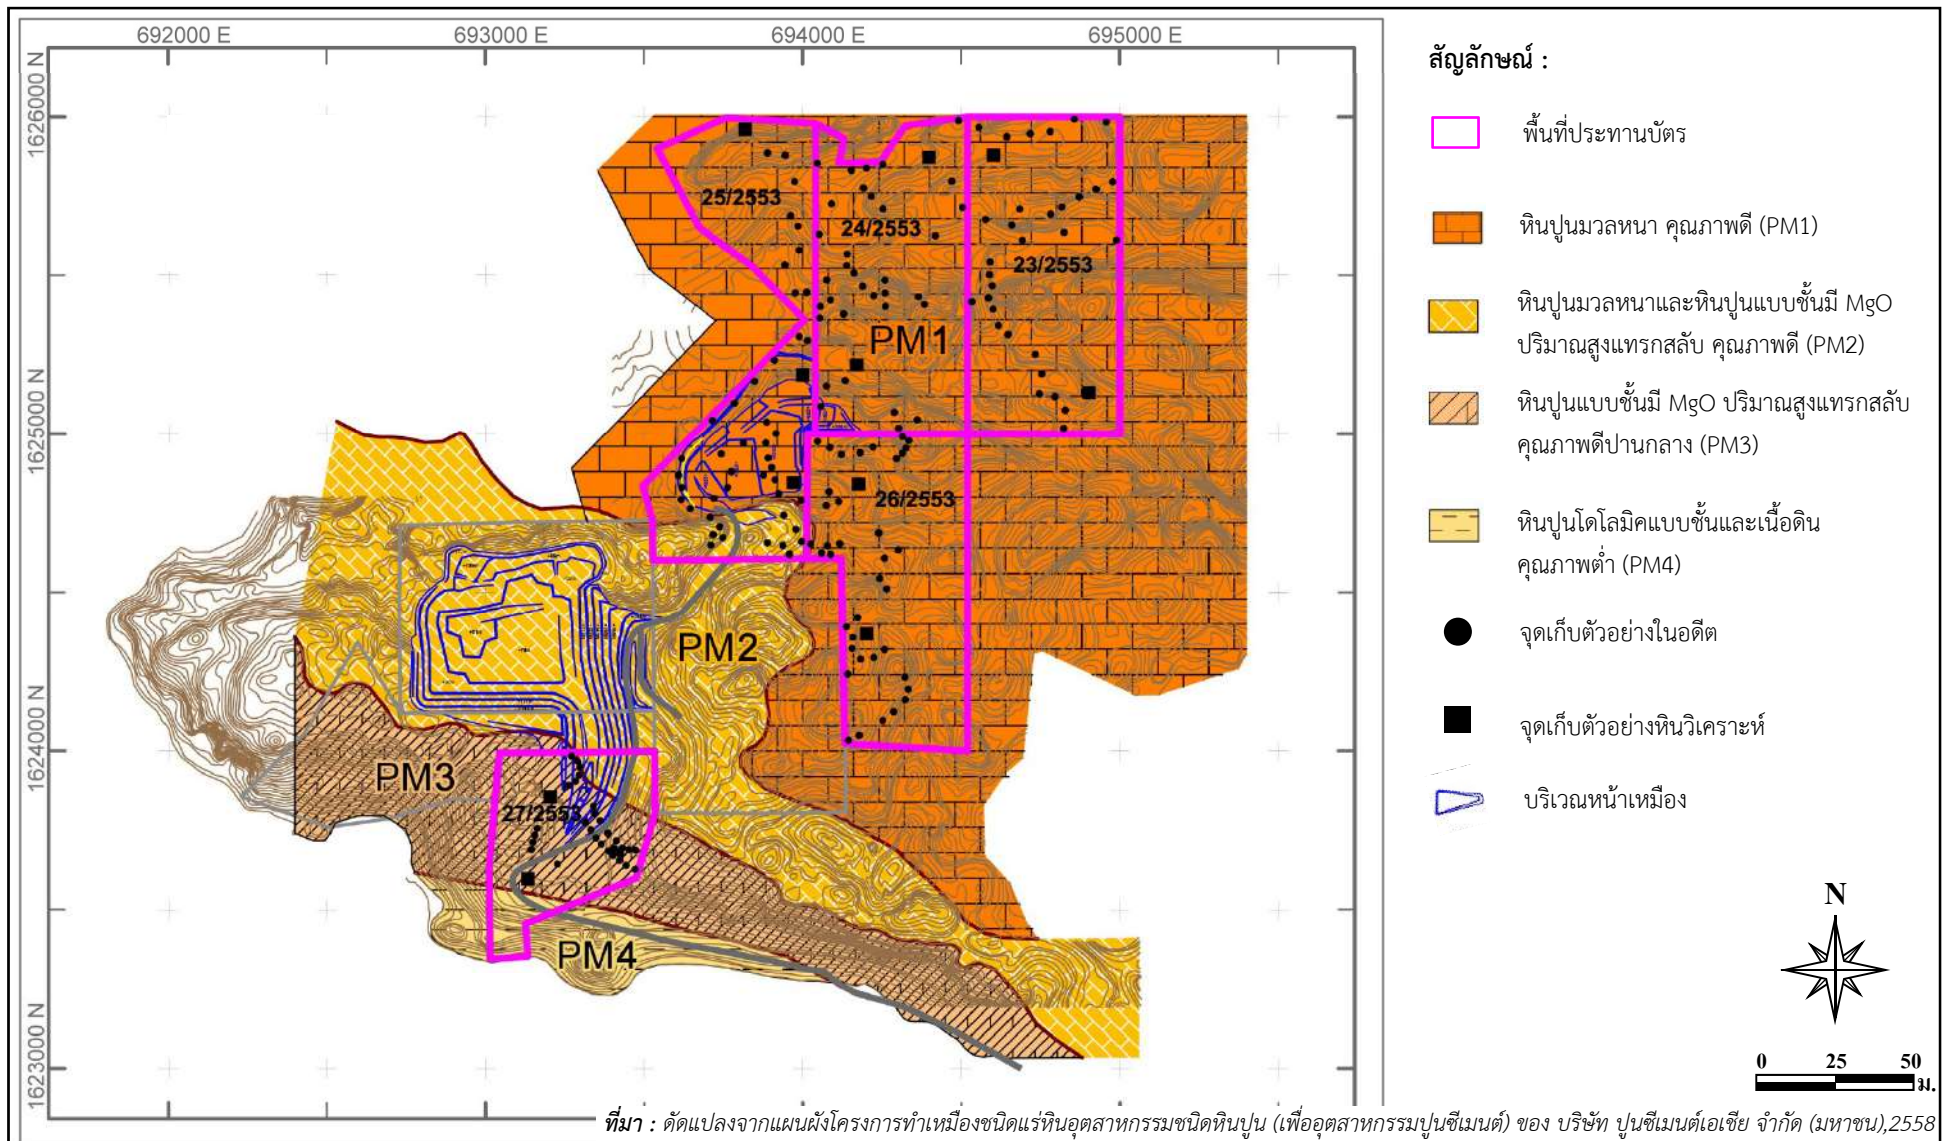 692000 E
693000 E
694000 E
695000 E
1626000 N
1625000 N
1624000 N
1623000 N
25/2553
24/2553
23/2553
PM1
26/2553
PM2
PM3
27/2553
PM4
สัญลักษณ์ :
พื้นที่ประทานบัตร
หินปูนมวลหนา คุณภาพดี (PM1)
หินปูนมวลหนาและหินปูนแบบชั้นมี MgO
ปริมาณสูงแทรกสลับ คุณภาพดี (PM2)
หินปูนแบบชั้นมี MgO ปริมาณสูงแทรกสลับ
คุณภาพดีปานกลาง (PM3)
หินปูนโดโลมิคแบบชั้นและเนื้อดิน
คุณภาพต่ำ (PM4)
จุดเก็บตัวอย่างในอดีต
จุดเก็บตัวอย่างหินวิเคราะห์
บริเวณหน้าเหมือง
N
0 25 50
ม.
ที่มา : ดัดแปลงจากแผนผังโครงการทำเหมืองชนิดแร่หินอุตสาหกรรมชนิดหินปูน (เพื่ออุตสาหกรรมปูนซีเมนต์) ของ บริษัท ปูนซีเมนต์เอเชีย จำกัด (มหาชน),2558